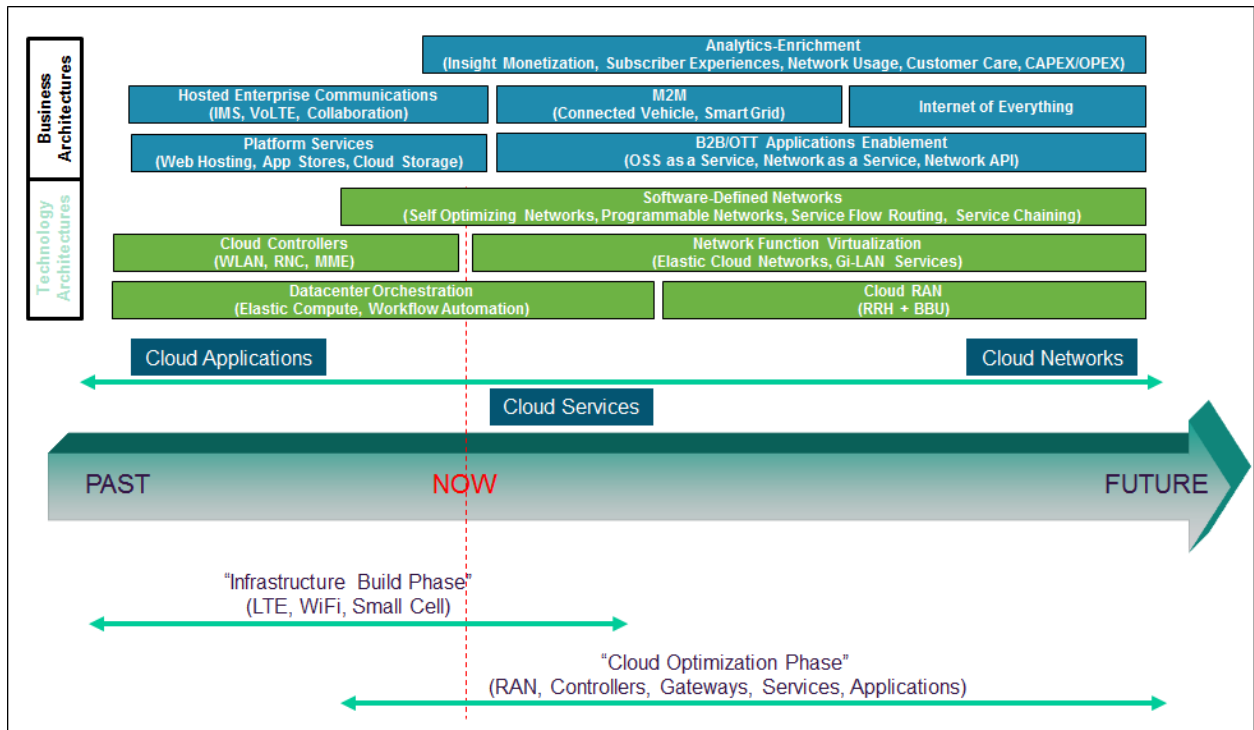 Business
Architectures
Analytics-Enrichment
(Insight Monetization, Subscriber Experiences, Network Usage, Customer Care, CAPEX/OPEX)
Hosted Enterprise Communications
(IMS, VoLTE, Collaboration)
M2M
(Connected Vehicle, Smart Grid)
Internet of Everything
Platform Services
(Web Hosting, App Stores, Cloud Storage)
B2B/OTT Applications Enablement
(OSS as a Service, Network as a Service, Network API)
Technology
Architectures
Software-Defined Networks
(Self Optimizing Networks, Programmable Networks, Service Flow Routing, Service Chaining)
Cloud Controllers
(WLAN, RNC, MME)
Network Function Virtualization
(Elastic Cloud Networks, Gi-LAN Services)
Datacenter Orchestration
(Elastic Compute, Workflow Automation)
Cloud RAN
(RRH + BBU)
Cloud Applications
Cloud Networks
Cloud Services
PAST
NOW
FUTURE
“Infrastructure Build Phase”
(LTE, WiFi, Small Cell)
“Cloud Optimization Phase”
(RAN, Controllers, Gateways, Services, Applications)